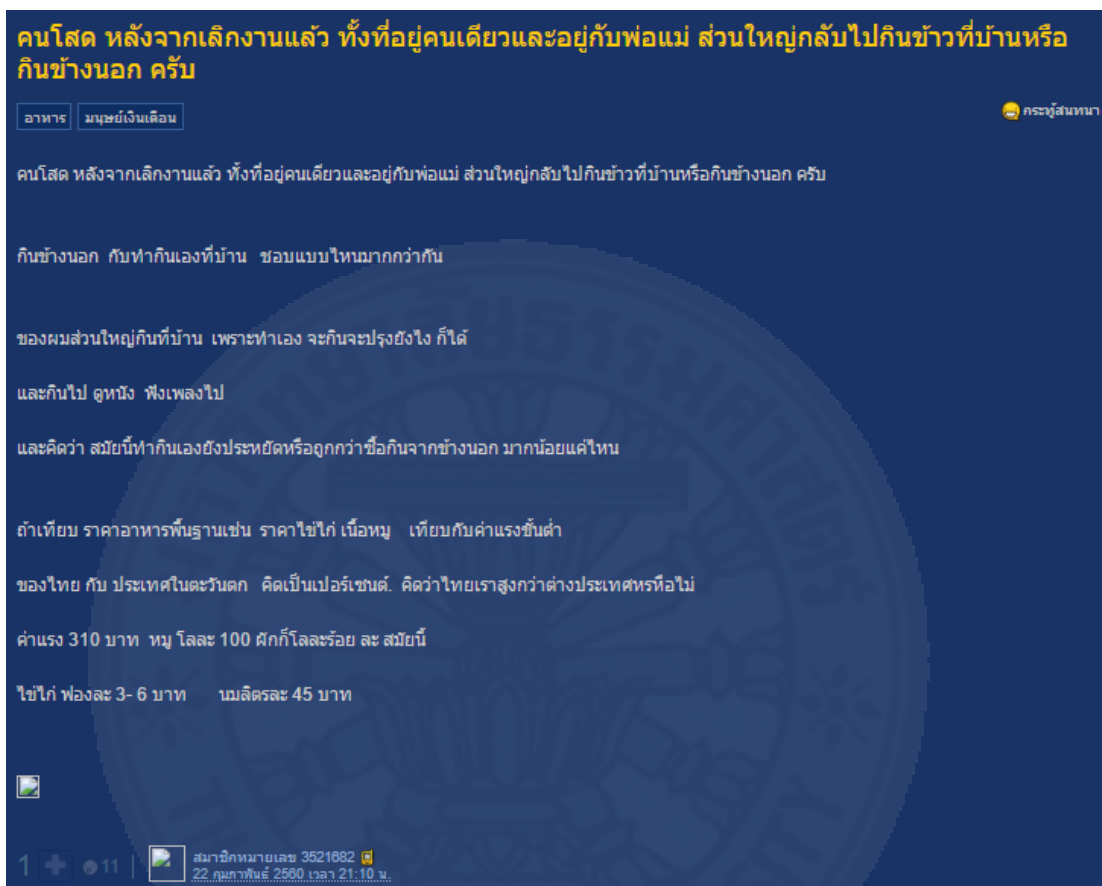 คนโสด หลังจากเลิกงานแล้ว ทั้งที่อยู่คนเดียวและอยู่กับพ่อแม่ ส่วนใหญ่กลับไปกินข้าวที่บ้านหรือ
กินข้างนอก ครับ
อาหาร มนุษย์เงินเดือน
กระทู้สนทนา
คนโสด หลังจากเลิกงานแล้ว ทั้งที่อยู่คนเดียวและอยู่กับพ่อแม่ ส่วนใหญ่กลับไปกินข้าวที่บ้านหรือกินข้างนอก ครับ
กินข้างนอก กับทำกินเองที่บ้าน ชอบแบบไหนมากกว่ากัน
ของผมส่วนใหญ่กินที่บ้าน เพราะทำเอง จะกินจะปรุงยังไง ก็ได้
และกินไป ดูหนัง ฟังเพลงไป
และคิดว่า สมัยนี้ทำกินเองยังประหยัดหรือถูกกว่าซื้อกินจากข้างนอก มากน้อยแค่ไหน
ถ้าเทียบ ราคาอาหารพื้นฐานเช่น ราคาไข่ไก่ เนื้อหมู เทียบกับค่าแรงขั้นต่ำ
ของไทย กับ ประเทศในตะวันตก คิดเป็นเปอร์เซนต์. คิดว่าไทยเราสูงกว่าต่างประเทศหรหือไม่
ค่าแรง 310 บาท หมู โลละ 100 ผักก็โลละร้อย ละ สมัยนี้
ไข่ไก่ ฟองละ 3- 6 บาท นมลิตรละ 45 บาท
1 11
สมาชิกหมายเลข 3521682
22 กุมภาพันธ์ 2560 เวลา 21:10 น.